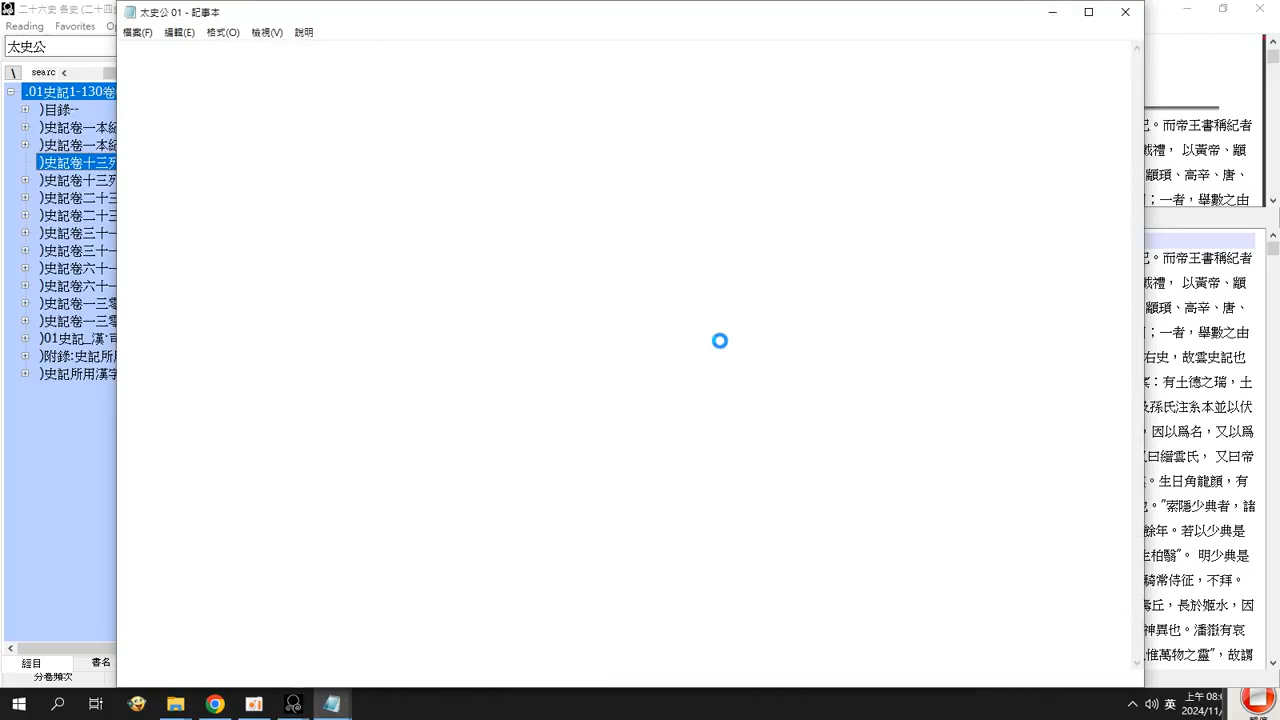 二十六史 各史 (二十四
太史公 01 - 記事本
Reading Favorites
檔案(F) 編輯(E) 格式(O) 檢視(V) 說明
太史公
\ searc <
.01史記1-130卷
)目錄--
)史記卷一本紀
)史記卷一本紀
)史記卷十三列
)史記卷十三列
)史記卷二十三
)史記卷二十三
)史記卷三十一
)史記卷三十一
)史記卷六十一
)史記卷六十一
)史記卷一三零
)史記卷一三零
)01史記_漢·司
)附錄:史記所
)史記所用漢字
經目 書名
分卷頻次
。而帝王書稱紀者
禮， 以黃帝、顓
顓頊、高辛、唐、
；一者，舉數之由
。而帝王書稱紀者
禮， 以黃帝、顓
顓頊、高辛、唐、
；一者，舉數之由
右史，故雲史記也
：有土德之瑞，土
孫氏注系本並以伏
，因以爲名，又以爲
曰縉雲氏， 又曰帝
。生日角龍顏，有
。"索隱少典者，諸
餘年。若以少典是
柏翳"。 明少典是
常侍征，不拜。
丘，長於姬水，因
神異也。潘嶽有哀
惟萬物之靈"，故謂
英
上午 08:
2024/11/